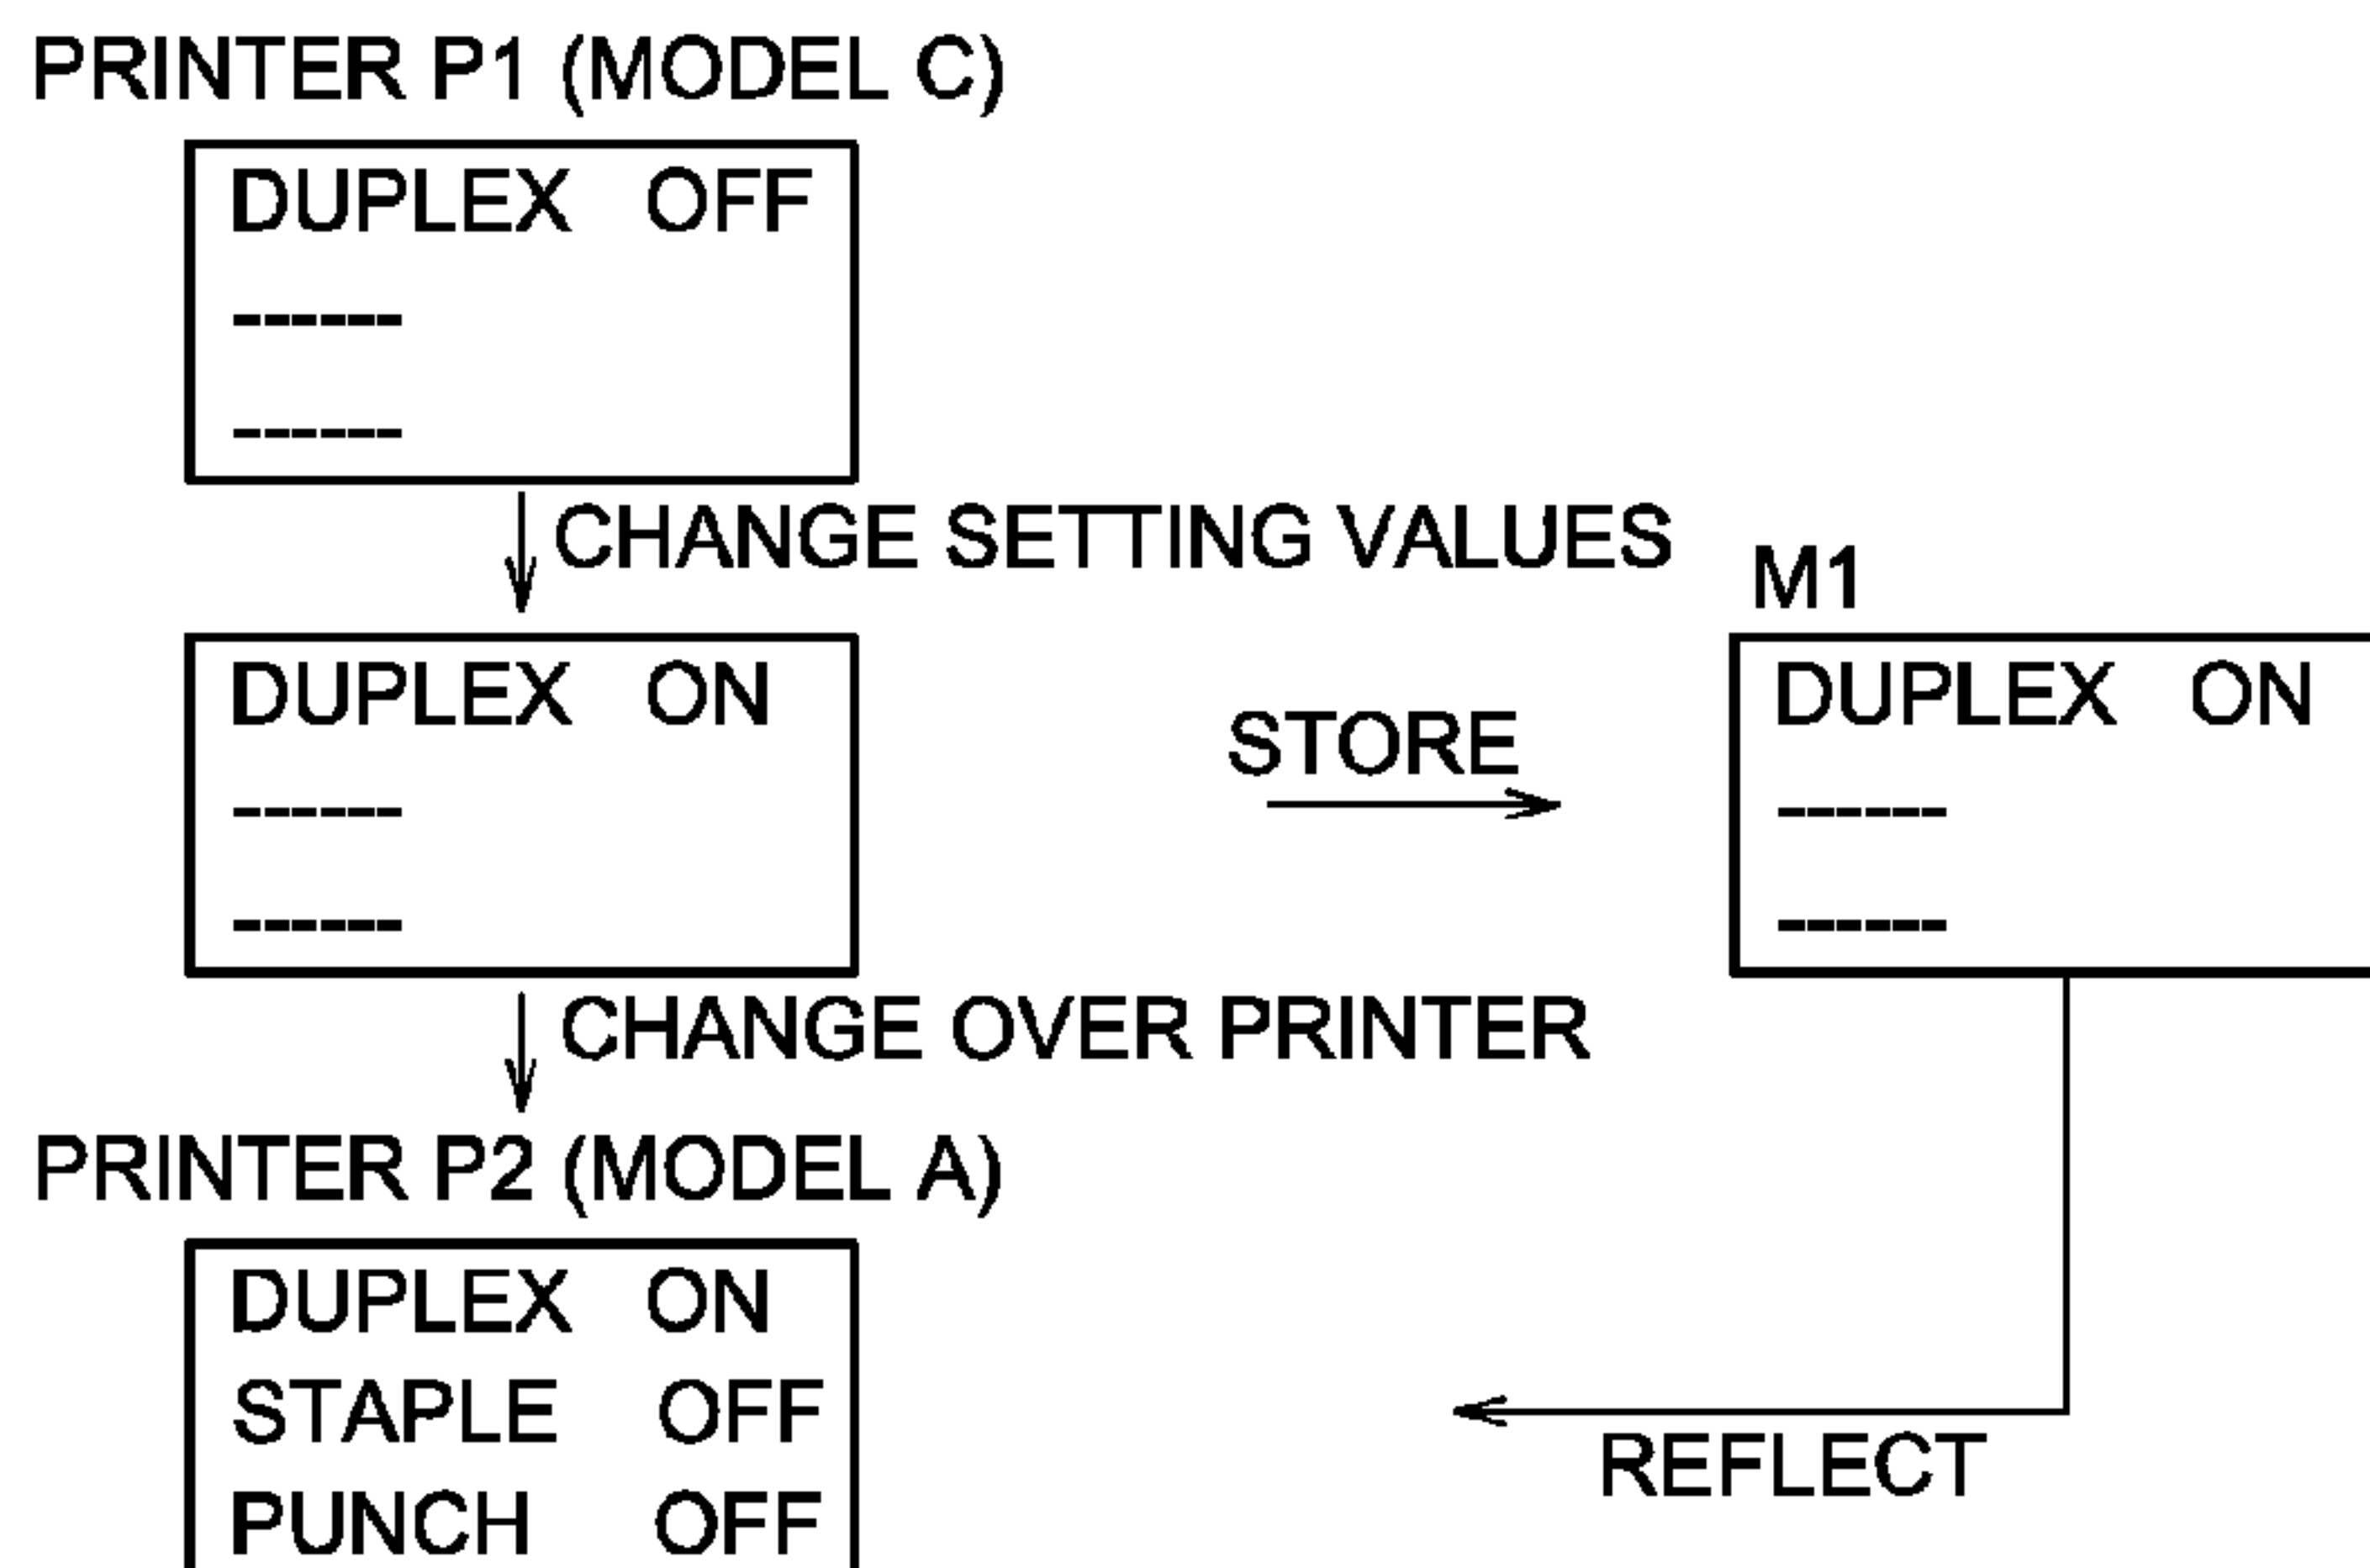 PRINTER P1 (MODEL C)
DUPLEX OFF
------
------
CHANGE SETTING VALUES
M1
DUPLEX ON
------
------
STORE
DUPLEX ON
------
------
CHANGE OVER PRINTER
PRINTER P2 (MODEL A)
DUPLEX ON
STAPLE OFF
PUNCH OFF
REFLECT